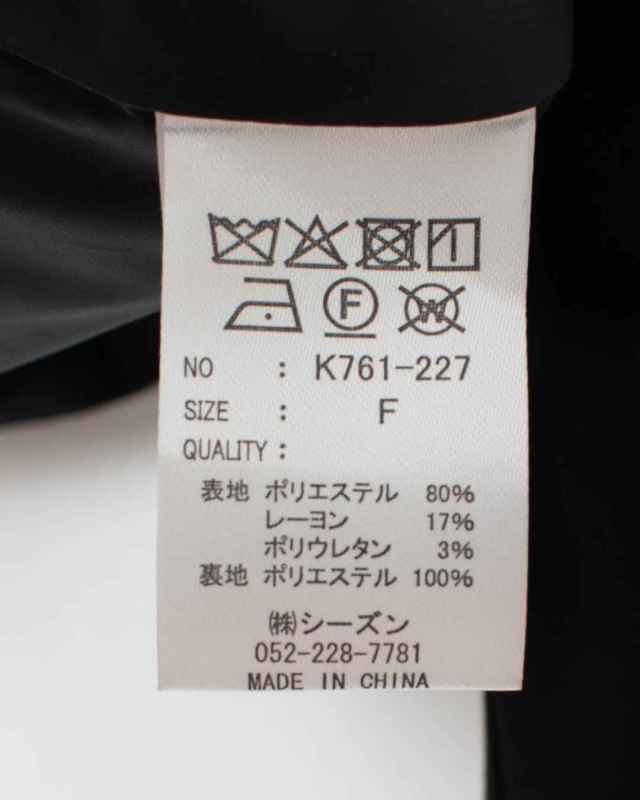 NO : K761-227
SIZE : F
QUALITY :
表地 ポリエステル 80%
レーヨン 17%
ポリウレタン 3%
裏地 ポリエステル 100%
㈱シーズン
052-228-7781
MADE IN CHINA